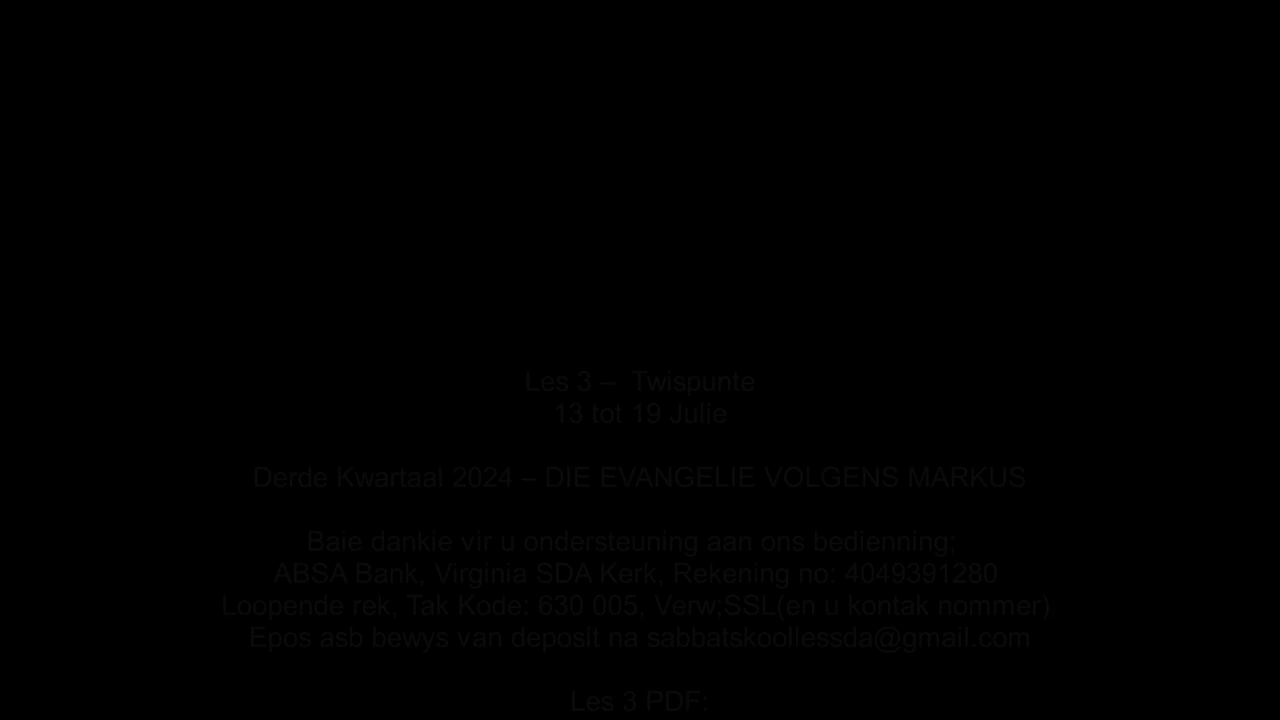 Les 3 – Twispunte
13 tot 19 Julie
Derde Kwartaal 2024 – DIE EVANGELIE VOLGENS MARKUS
Baie dankie vir u ondersteuning aan ons bedienning;
ABSA Bank, Virginia SDA Kerk, Rekening no: 4049391280
Loopende rek, Tak Kode: 630 005, Verw;SSL(en u kontak nommer)
Epos asb bewys van deposit na sabbatskoollessda@gmail.com
Les 3 PDF: